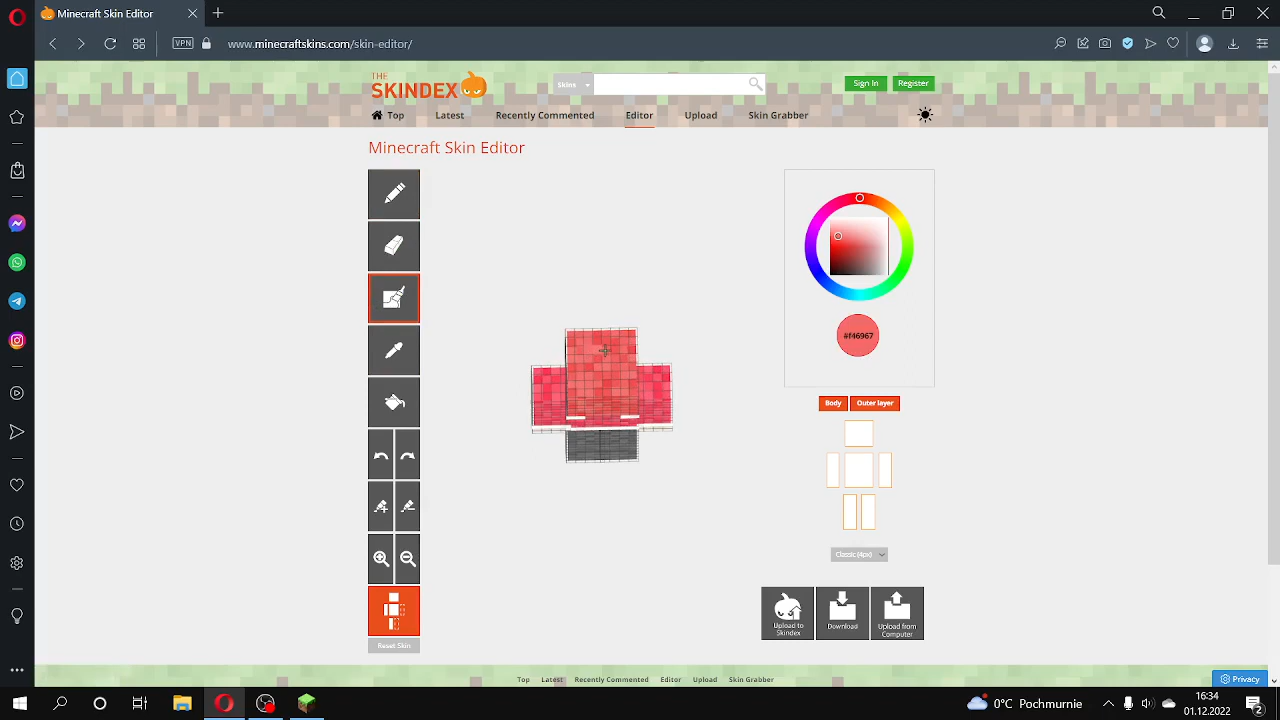 Minecraft Skin Editor
VPN
www.minecraftskins.com/skin-editor/
THE
SKINDEX
Skins
Sign In
Register
Top
Latest
Recently Commented
Editor
Upload
Skin Grabber
Minecraft Skin Editor
#f46967
Body
Outer layer
Classic (4px)
Upload to
Skindex
Download
Upload from
Computer
Reset Skin
Top
Latest
Recently Commented
Editor
Upload
Skin Grabber
Privacy
0°C Pochmurnie
16:34
01.12.2022
2